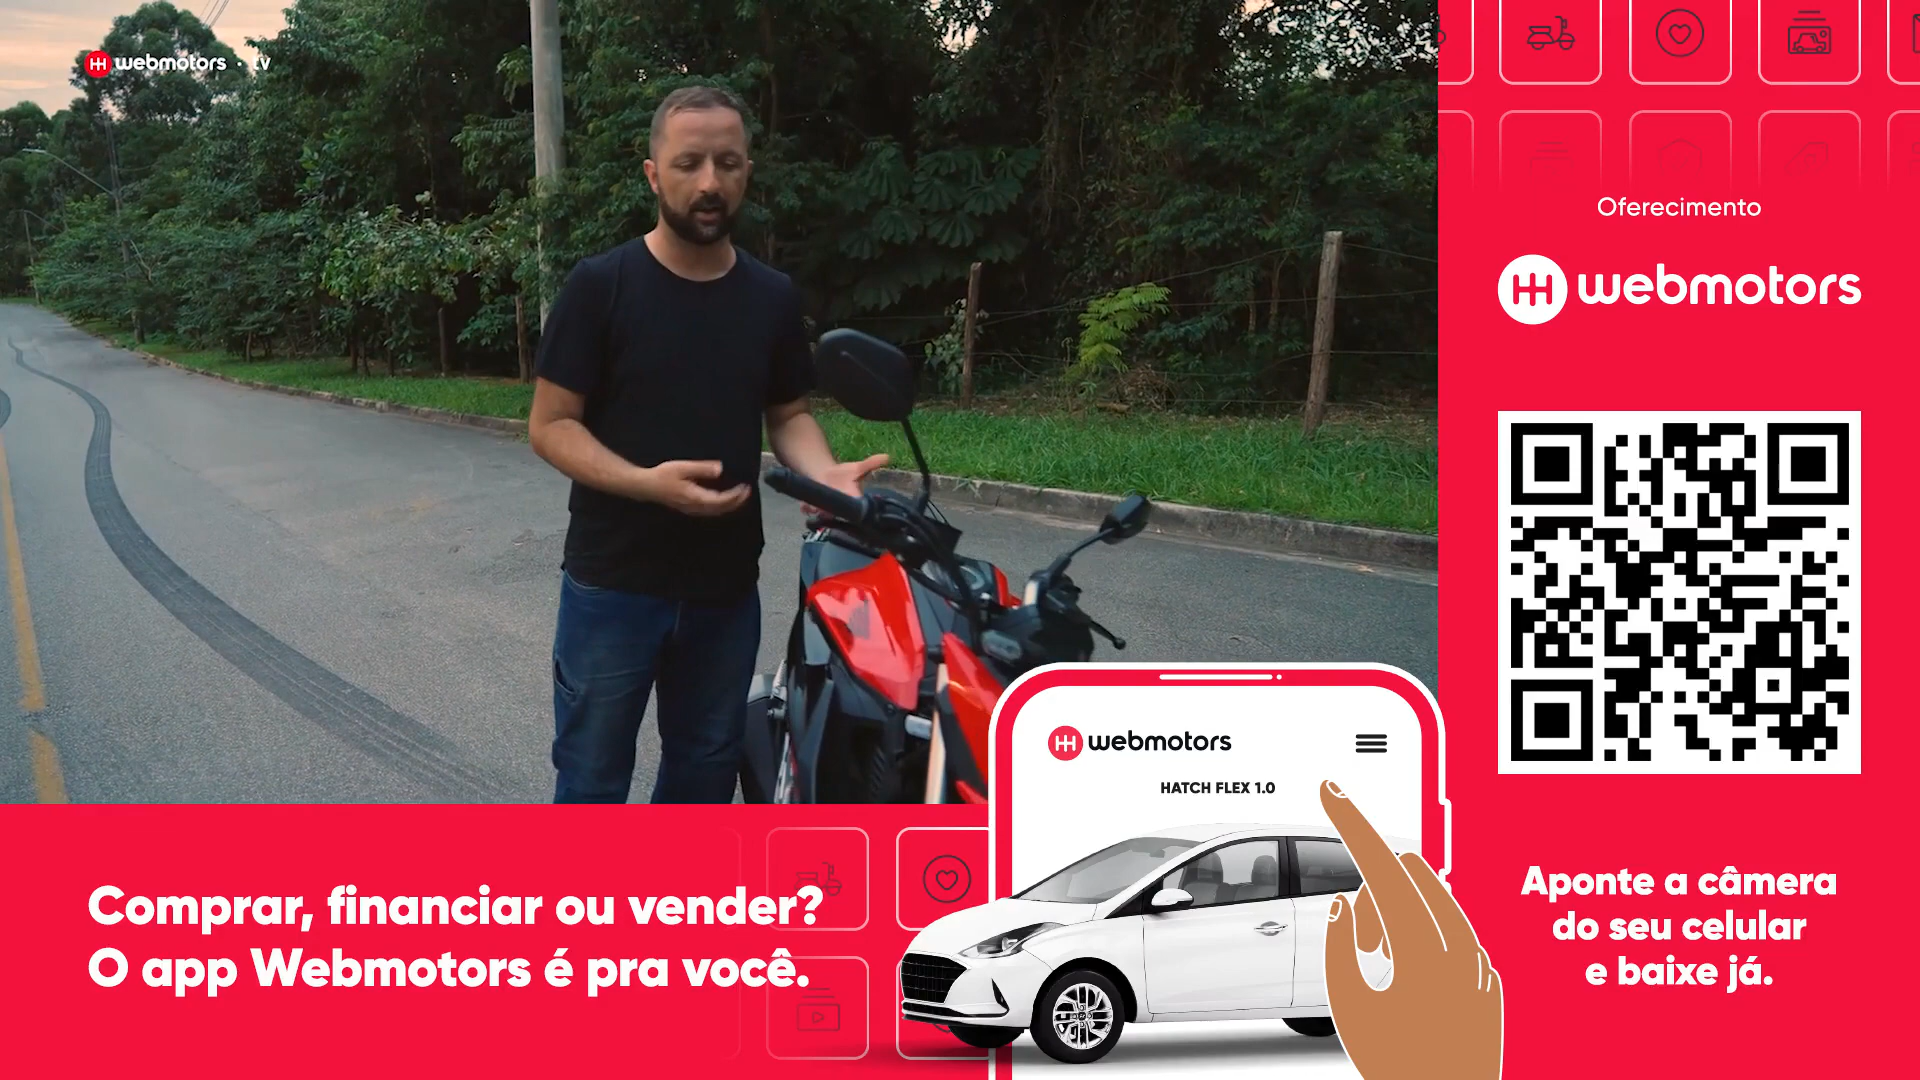 webmotors · tv
Oferecimento
webmotors
webmotors
HATCH FLEX 1.0
Comprar, financiar ou vender?
O app Webmotors é pra você.
Aponte a câmera
do seu celular
e baixe já.